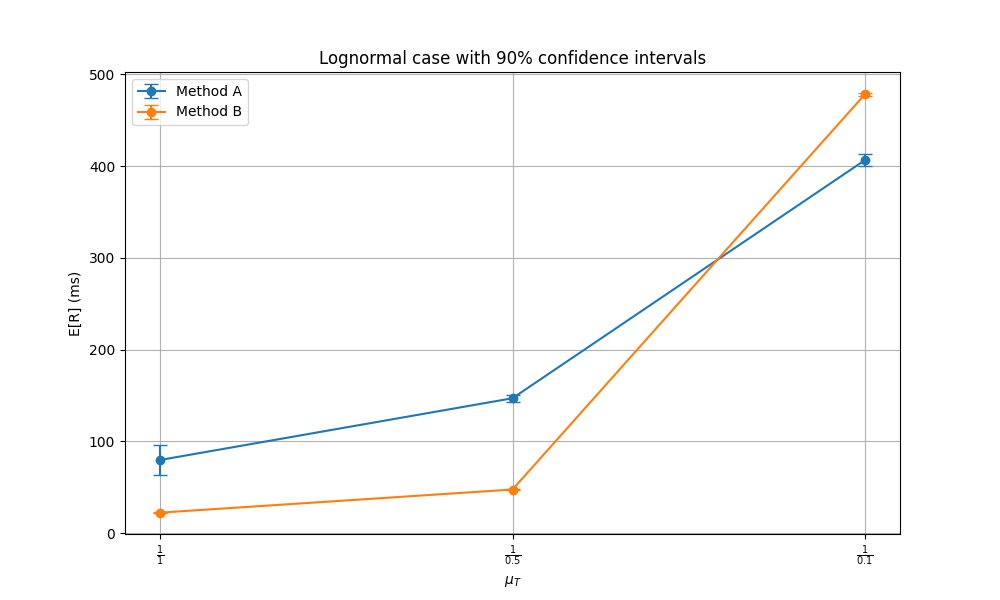 Lognormal case with 90% confidence intervals
Method A
Method B
E[R] (ms)
500
400
300
200
100
0
1/1
1/0.5
1/0.1
μT